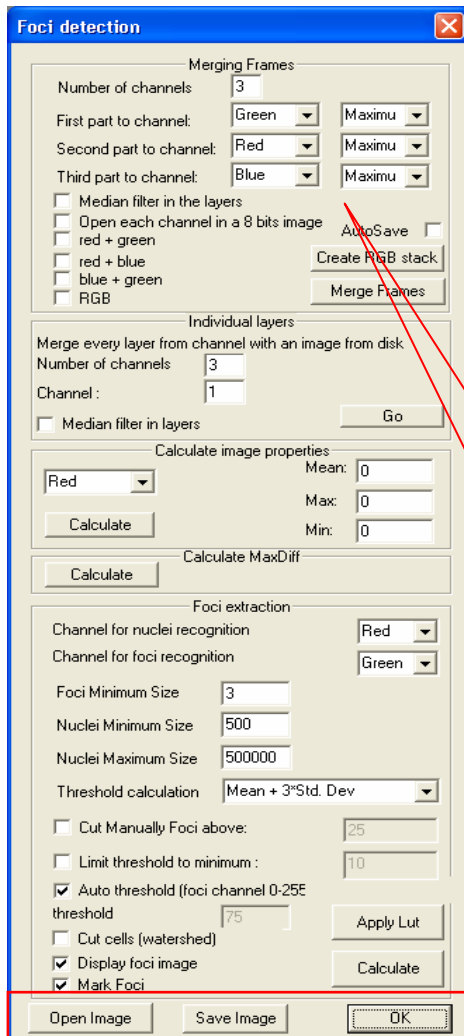 Foci detection
Merging Frames
Number of channels 3
First part to channel: Green Maximu
Second part to channel: Red Maximu
Third part to channel: Blue Maximu
Median filter in the layers
Open each channel in a 8 bits image
AutoSave
red + green
red + blue
Create RGB stack
blue + green
RGB
Merge Frames
Individual layers
Merge every layer from channel with an image from disk
Number of channels 3
Channel : 1
Median filter in layers
Go
Calculate image properties
Red
Mean: 0
Max: 0
Calculate
Min: 0
Calculate MaxDiff
Calculate
Foci extraction
Channel for nuclei recognition Red
Channel for foci recognition Green
Foci Minimum Size 3
Nuclei Minimum Size 500
Nuclei Maximum Size 500000
Threshold calculation Mean + 3*Std. Dev
Cut Manually Foci above: 25
Limit threshold to minimum : 10
Auto threshold (foci channel 0-255
threshold 75
Apply Lut
Cut cells (watershed)
Display foci image
Calculate
Mark Foci
Open Image Save Image OK